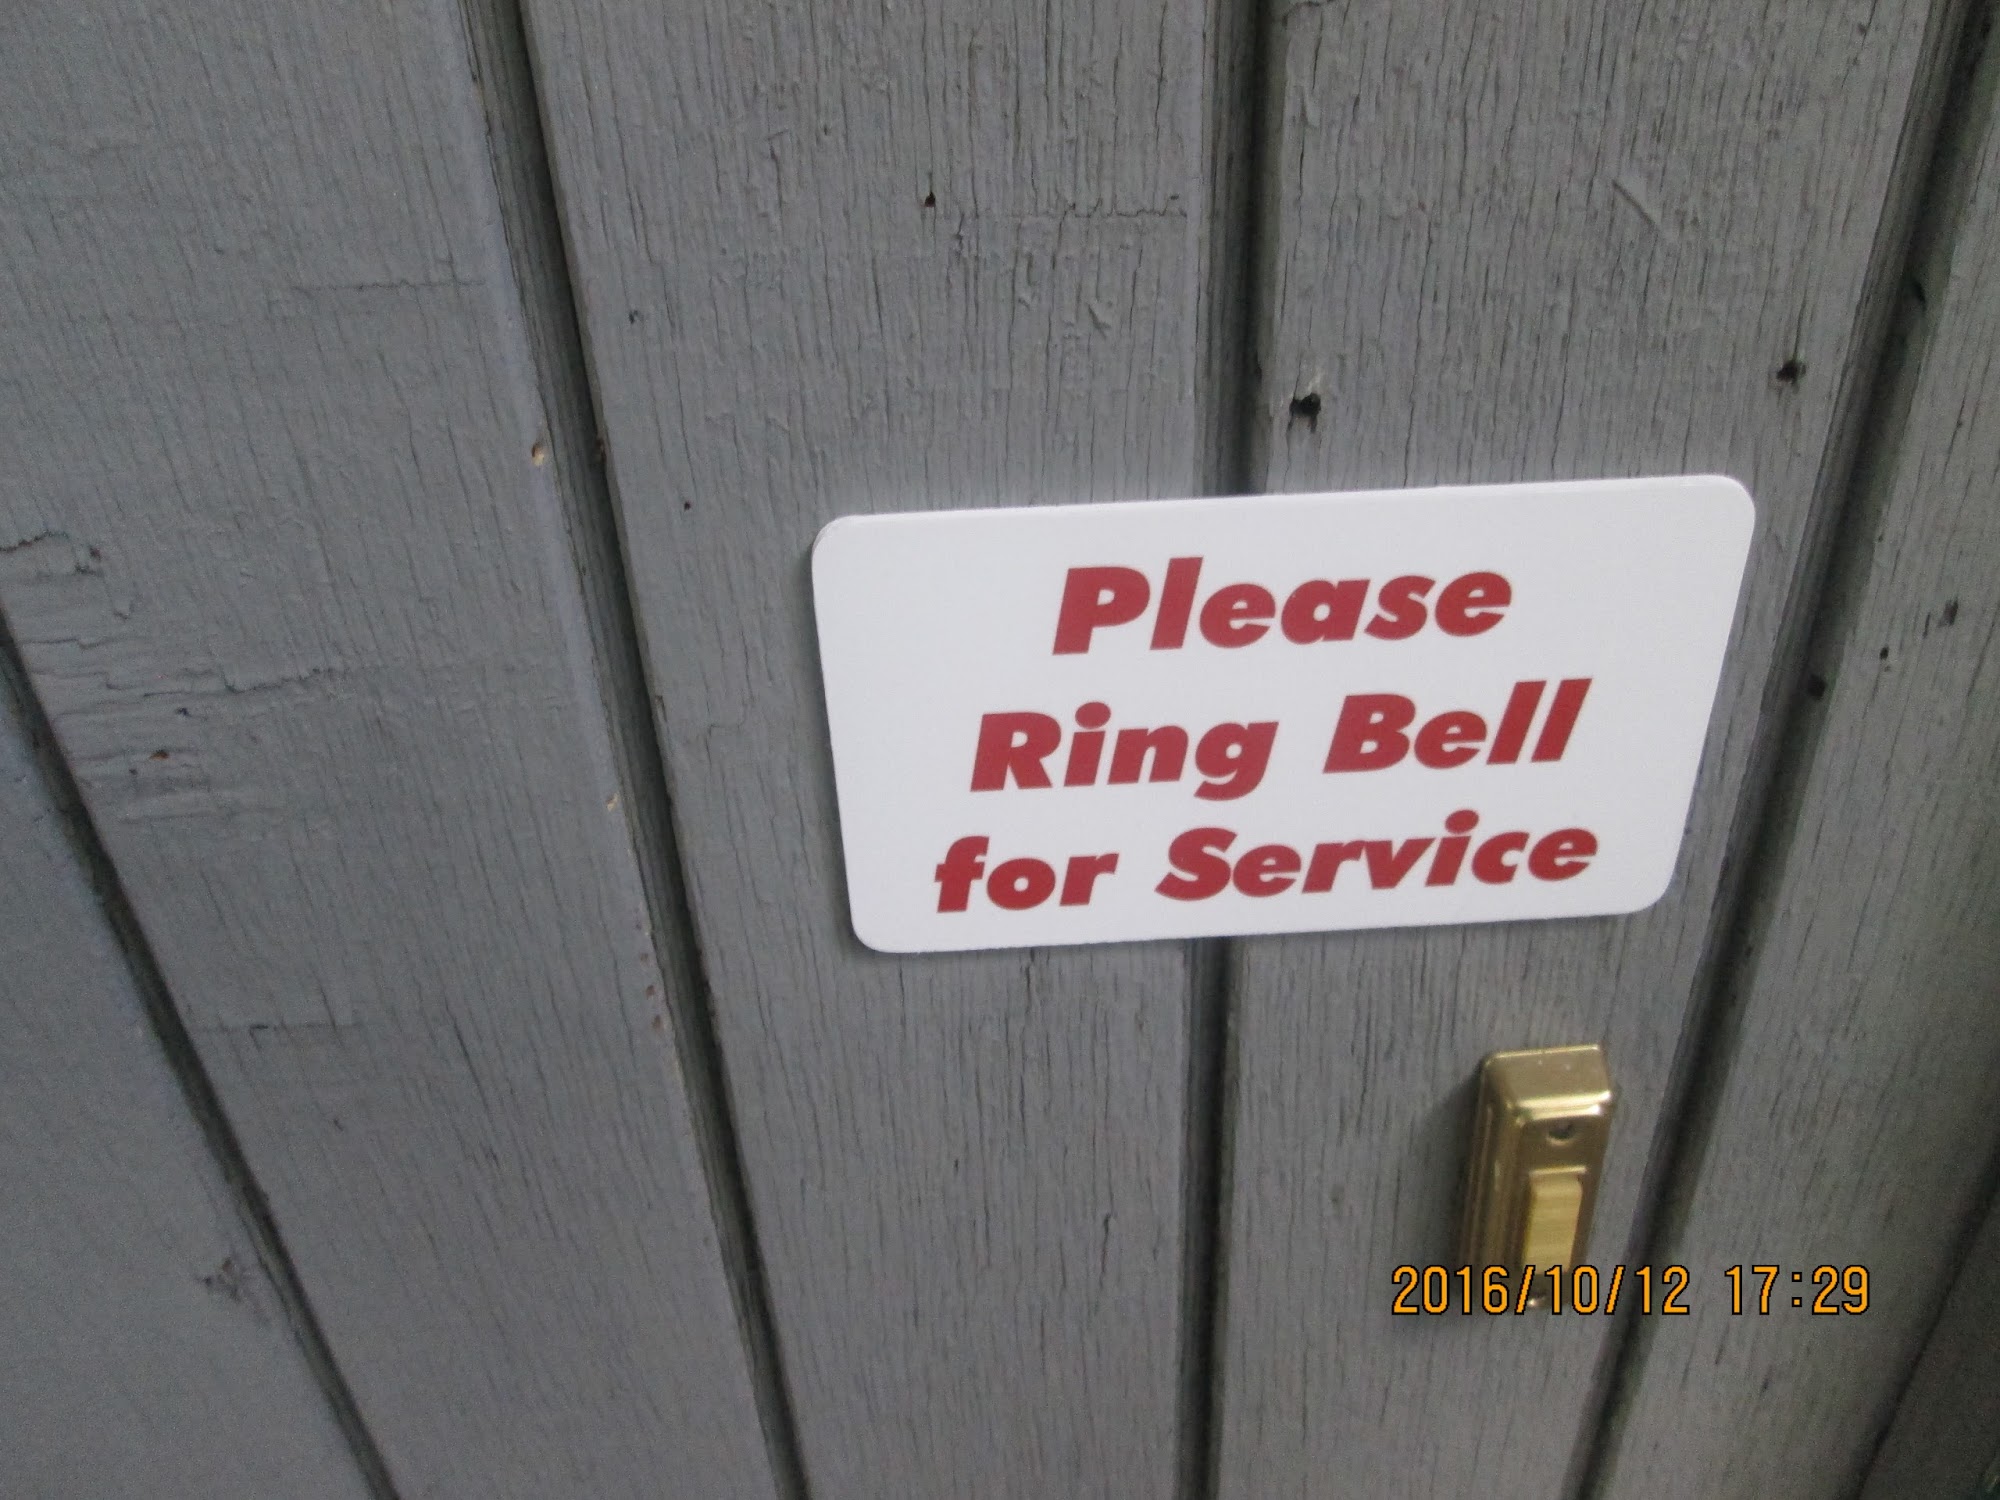 Please
Ring Bell
for Service
2016/10/12 17:29